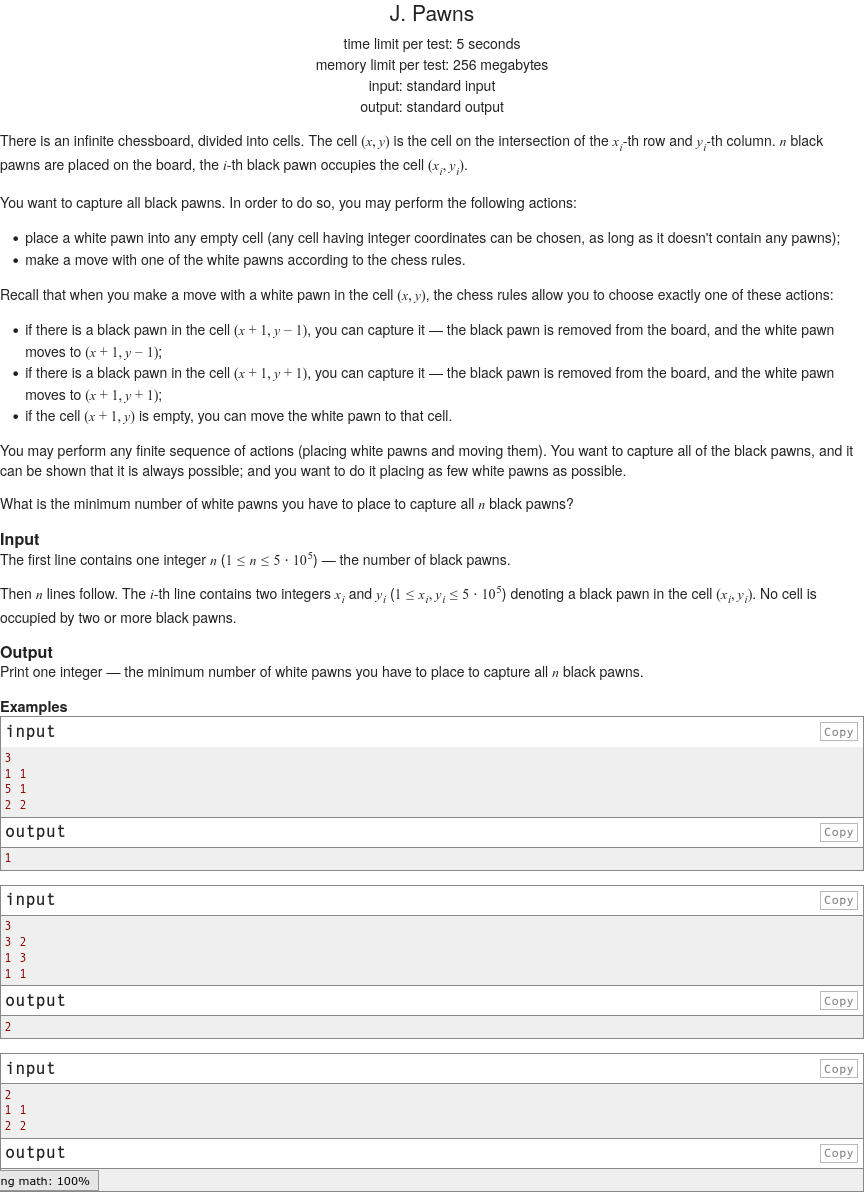 J. Pawns
time limit per test: 5 seconds
memory limit per test: 256 megabytes
input: standard input
output: standard output
There is an infinite chessboard, divided into cells. The cell (x, y) is the cell on the intersection of the x_i-th row and y_i-th column. n black
pawns are placed on the board, the i-th black pawn occupies the cell (x_i, y_i).
You want to capture all black pawns. In order to do so, you may perform the following actions:
• place a white pawn into any empty cell (any cell having integer coordinates can be chosen, as long as it doesn't contain any pawns);
• make a move with one of the white pawns according to the chess rules.
Recall that when you make a move with a white pawn in the cell (x, y), the chess rules allow you to choose exactly one of these actions:
• if there is a black pawn in the cell (x + 1, y − 1), you can capture it — the black pawn is removed from the board, and the white pawn
moves to (x + 1, y − 1);
• if there is a black pawn in the cell (x + 1, y + 1), you can capture it — the black pawn is removed from the board, and the white pawn
moves to (x + 1, y + 1);
• if the cell (x + 1, y) is empty, you can move the white pawn to that cell.
You may perform any finite sequence of actions (placing white pawns and moving them). You want to capture all of the black pawns, and it
can be shown that it is always possible; and you want to do it placing as few white pawns as possible.
What is the minimum number of white pawns you have to place to capture all n black pawns?
Input
The first line contains one integer n (1 ≤ n ≤ 5 · 10^5) — the number of black pawns.
Then n lines follow. The i-th line contains two integers x_i and y_i (1 ≤ x_i, y_i ≤ 5 · 10^5) denoting a black pawn in the cell (x_i, y_i). No cell is
occupied by two or more black pawns.
Output
Print one integer — the minimum number of white pawns you have to place to capture all n black pawns.
Examples
input Copy
3
1 1
5 1
2 2
output Copy
1
input Copy
3
3 2
1 3
1 1
output Copy
2
input Copy
2
1 1
2 2
output Copy
ng math: 100%